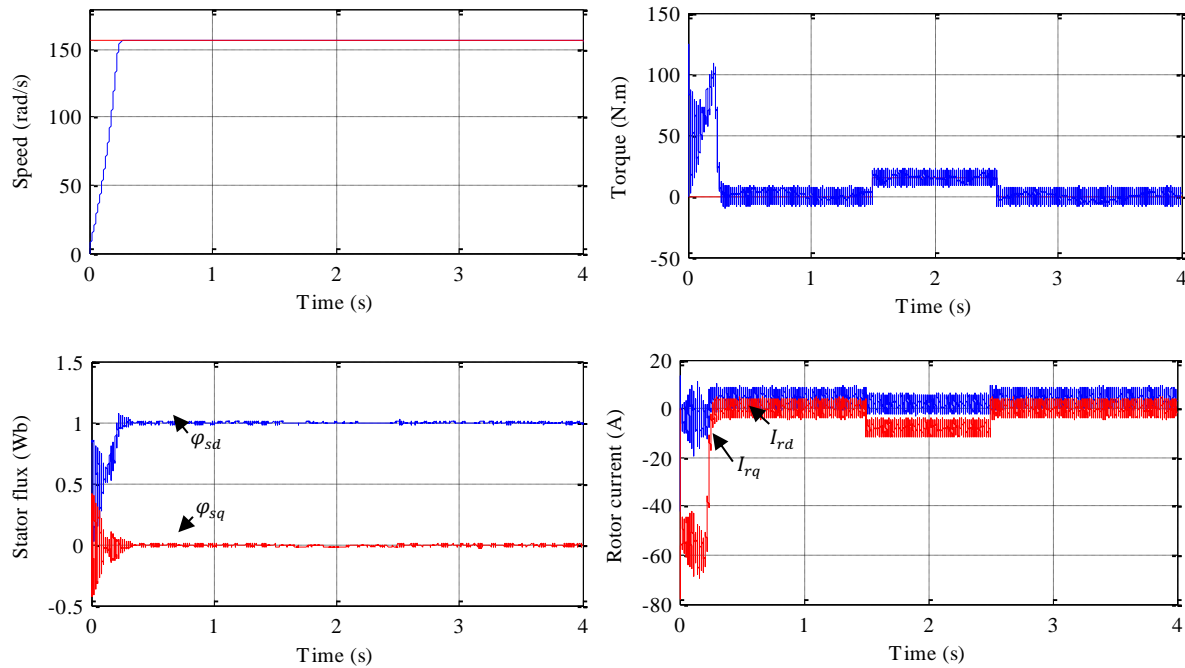 150
100
50
0
Speed (rad/s)
0 1 2 3 4
Time (s)
150
100
50
0
-50
Torque (N.m)
0 1 2 3 4
Time (s)
1.5
1
0.5
0
-0.5
Stator flux (Wb)
φsd
φsq
0 1 2 3 4
Time (s)
20
0
-20
-40
-60
-80
Rotor current (A)
Ird
Irq
0 1 2 3 4
Time (s)